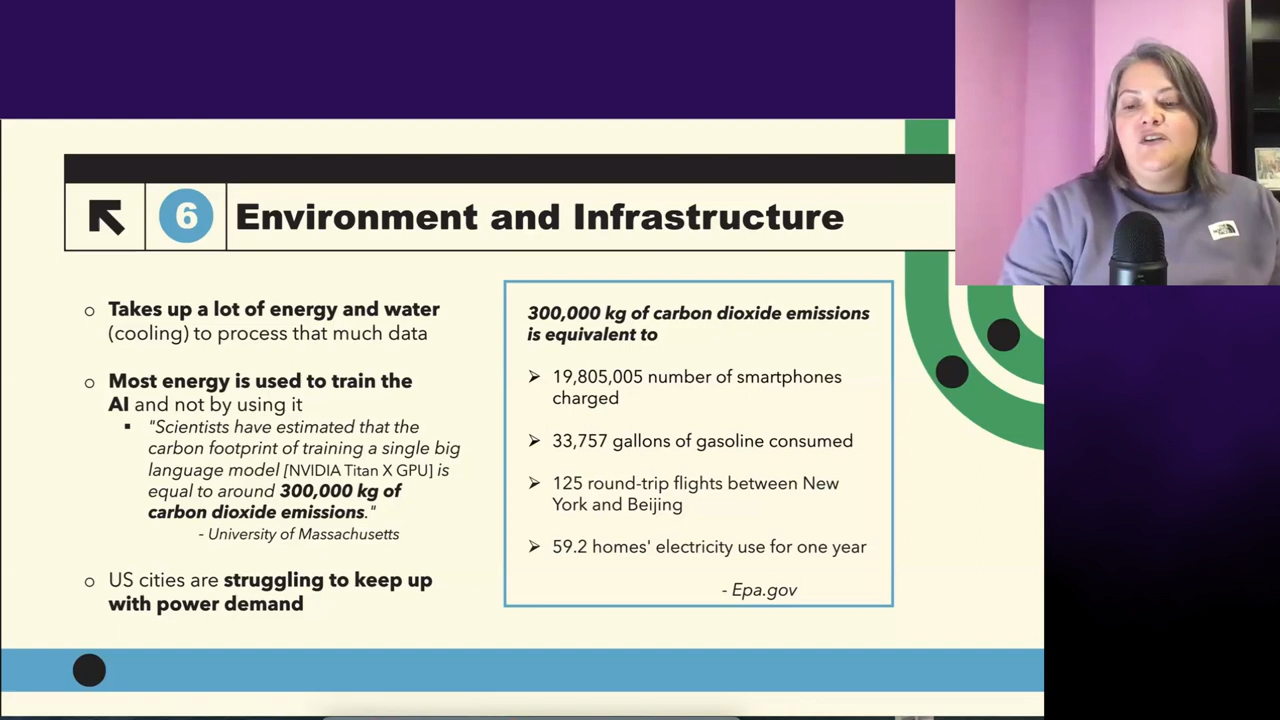 6 Environment and Infrastructure
Takes up a lot of energy and water
(cooling) to process that much data
Most energy is used to train the
AI and not by using it
"Scientists have estimated that the
carbon footprint of training a single big
language model [NVIDIA Titan X GPU] is
equal to around 300,000 kg of
carbon dioxide emissions."
- University of Massachusetts
US cities are struggling to keep up
with power demand
300,000 kg of carbon dioxide emissions
is equivalent to
19,805,005 number of smartphones
charged
33,757 gallons of gasoline consumed
125 round-trip flights between New
York and Beijing
59.2 homes' electricity use for one year
- Epa.gov